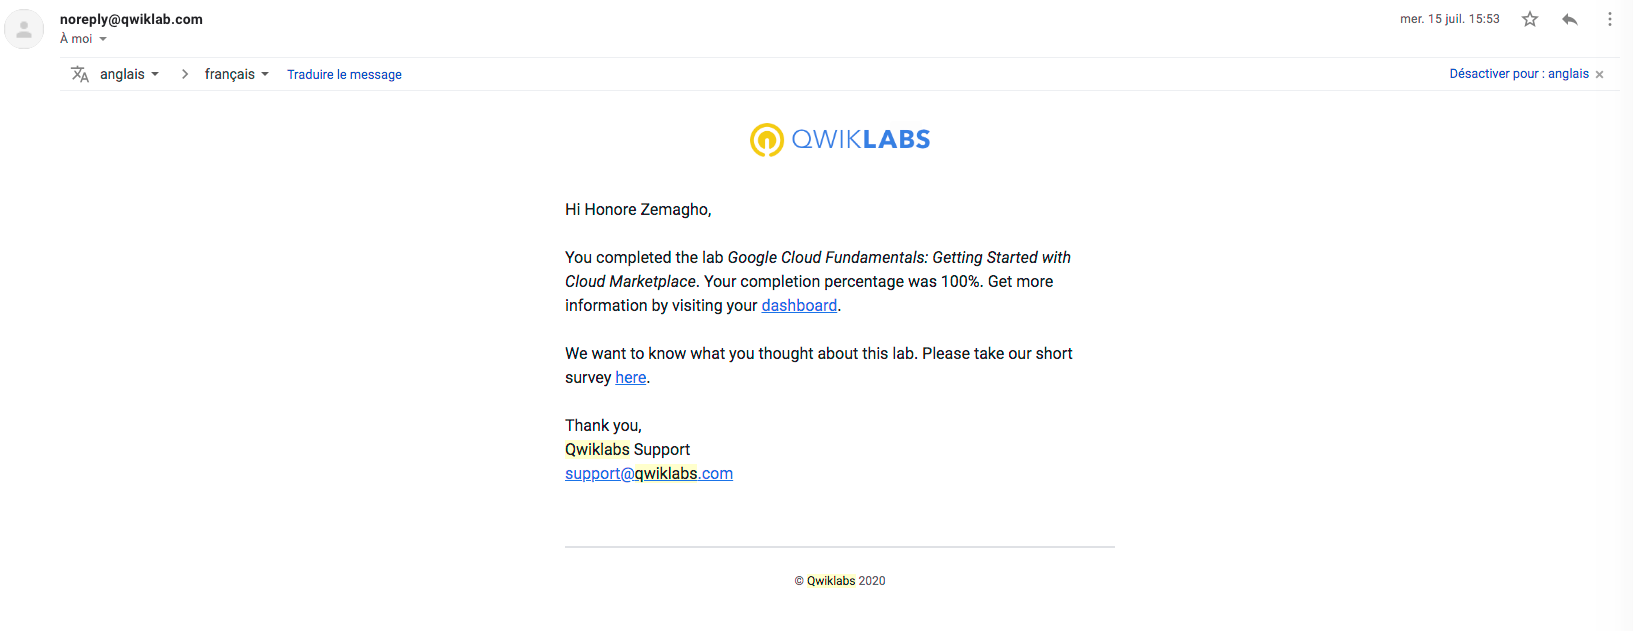 noreply@qwiklab.com
mer. 15 juil. 15:53
À moi
anglais
français
Traduire le message
Désactiver pour : anglais
QWIKLABS
Hi Honore Zemagho,
You completed the lab Google Cloud Fundamentals: Getting Started with
Cloud Marketplace. Your completion percentage was 100%. Get more
information by visiting your dashboard.
We want to know what you thought about this lab. Please take our short
survey here.
Thank you,
Qwiklabs Support
support@qwiklabs.com
© Qwiklabs 2020